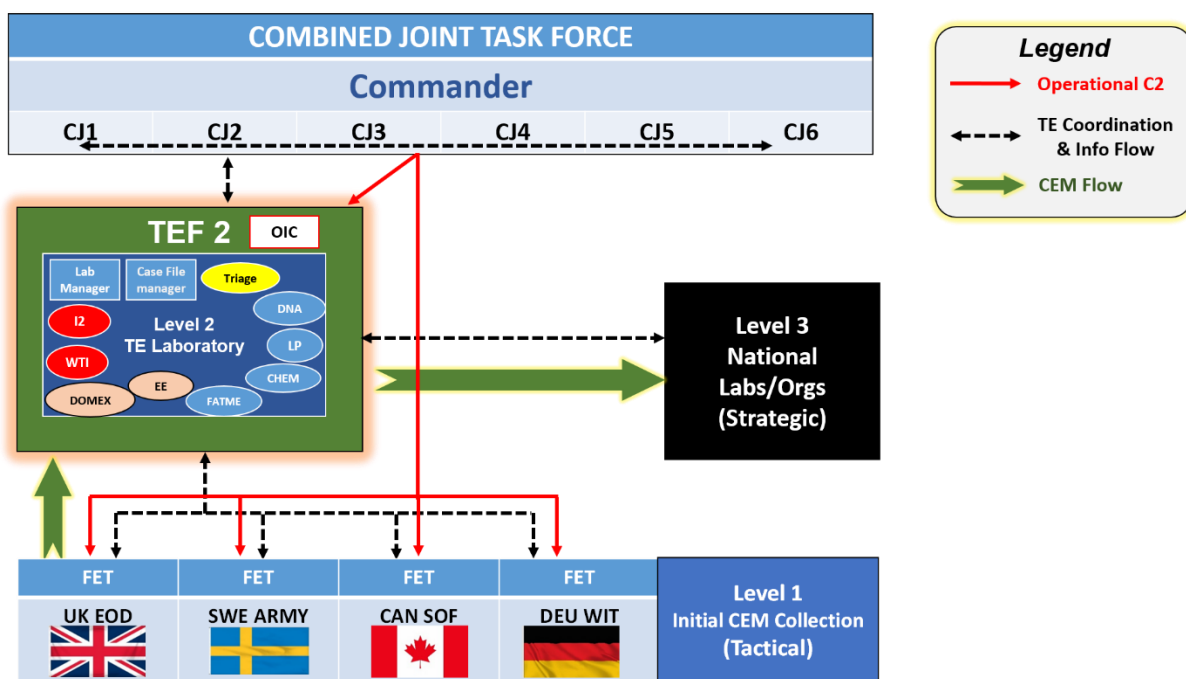 COMBINED JOINT TASK FORCE
Commander
CJ1 CJ2 CJ3 CJ4 CJ5 CJ6
Legend
Operational C2
TE Coordination
& Info Flow
CEM Flow
TEF 2
OIC
Lab
Manager
Case File
manager
Triage
DNA
I2
Level 2
TE Laboratory
LP
WTI
CHEM
EE
DOMEX
FATME
Level 3
National
Labs/Orgs
(Strategic)
FET FET FET FET
UK EOD SWE ARMY CAN SOF DEU WIT
Level 1
Initial CEM Collection
(Tactical)